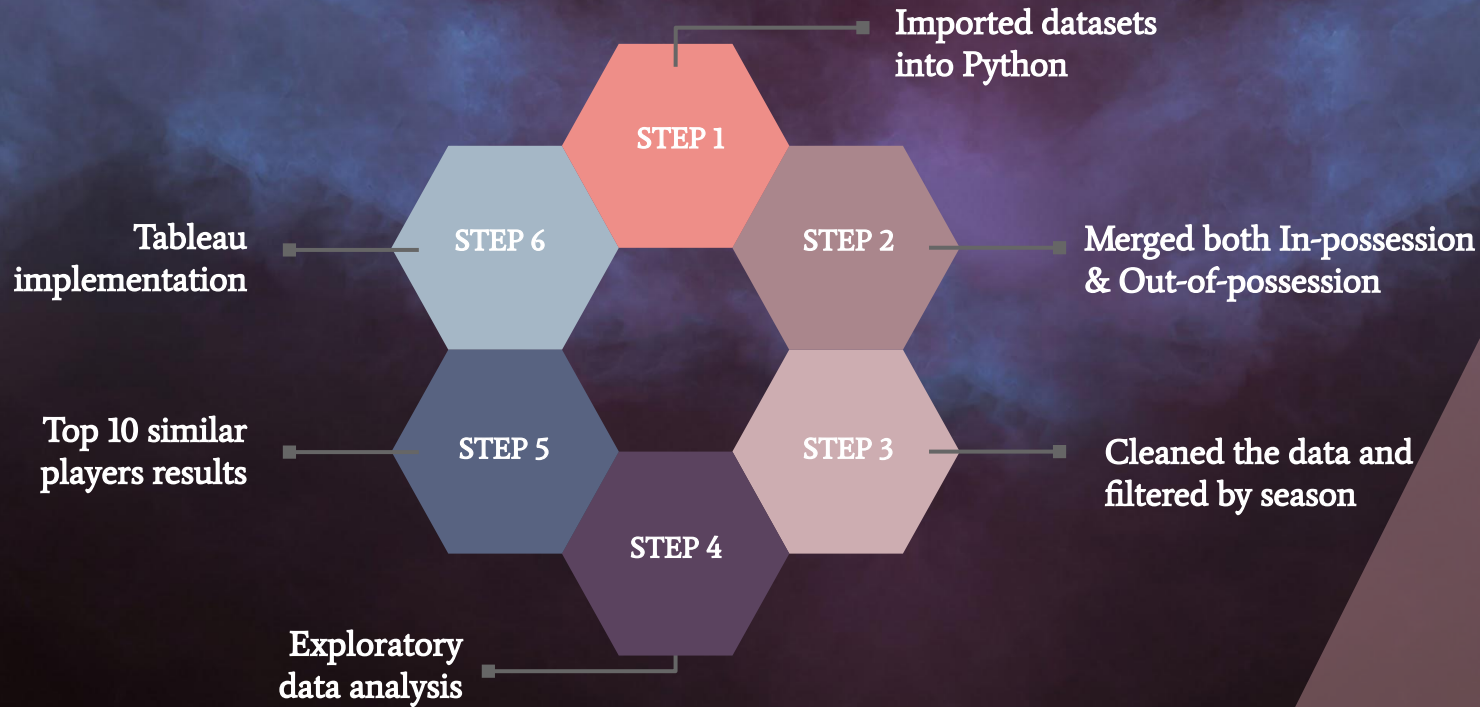 STEP 1
Imported datasets
into Python
STEP 2
Merged both In-possession
& Out-of-possession
STEP 3
Cleaned the data and
filtered by season
STEP 4
Exploratory
data analysis
STEP 5
Top 10 similar
players results
STEP 6
Tableau
implementation